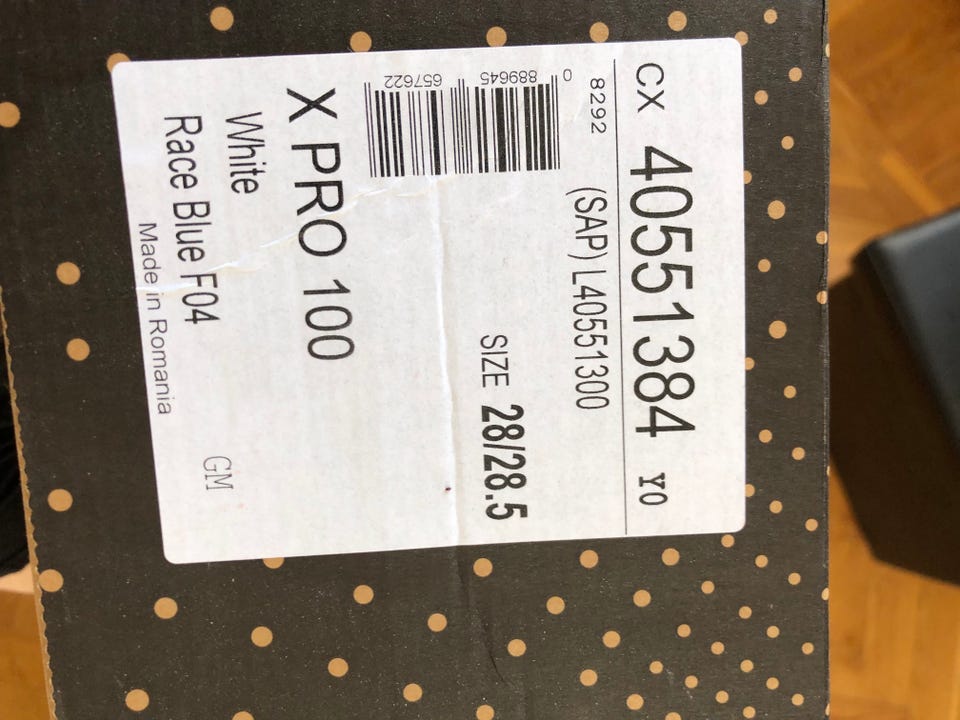 CX 40551384 Y0
8292 (SAP) L40551300
0 889645 657622
SIZE 28/28.5
X PRO 100
White
Race Blue F04
GM
Made in Romania